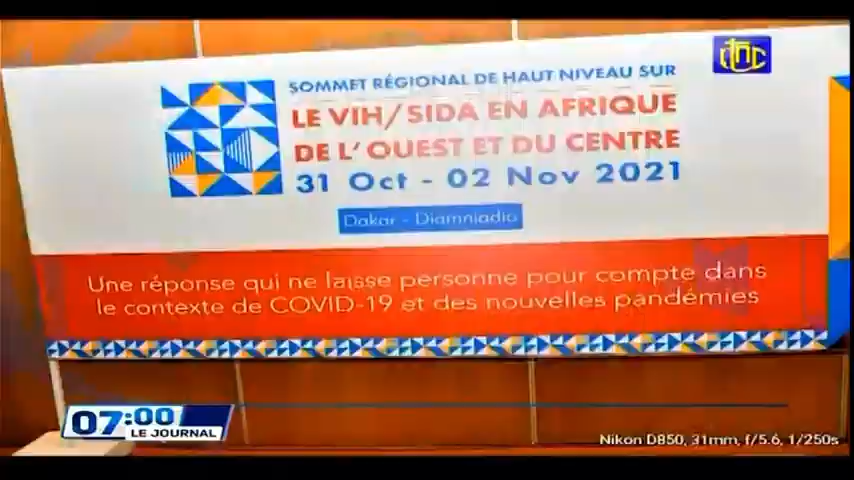 SOMMET RÉGIONAL DE HAUT NIVEAU SUR
LE VIH/SIDA EN AFRIQUE
DE L'OUEST ET DU CENTRE
31 Oct - 02 Nov 2021
Dakar - Diamniadio
Une réponse qui ne laisse personne pour compte dans
le contexte de COVID-19 et des nouvelles pandémies
07:00
LE JOURNAL
Nikon D850, 31mm, f/5.6, 1/250s